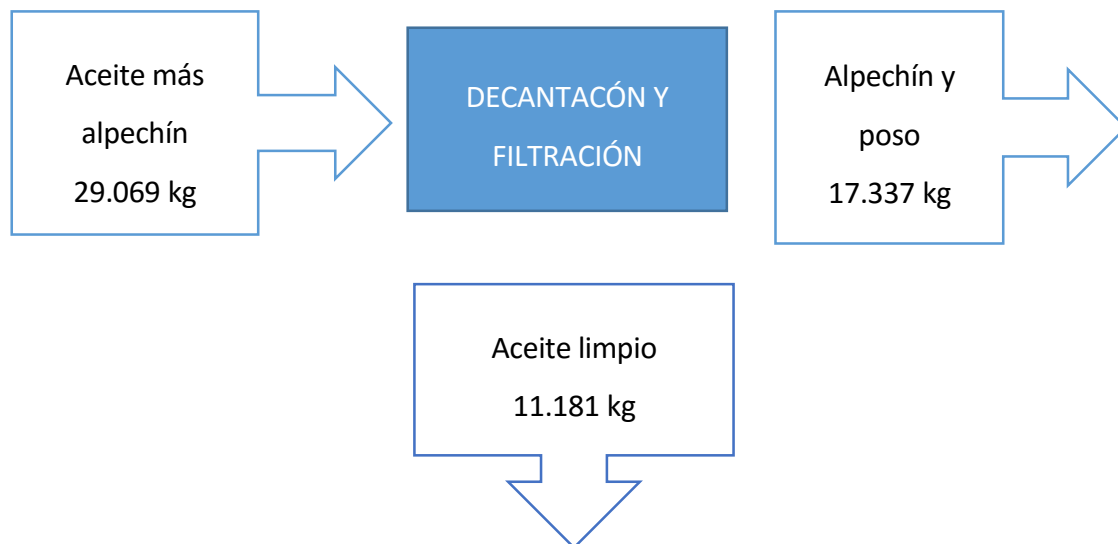 Aceite más
alpechín
29.069 kg
DECANTACÓN Y
FILTRACIÓN
Alpechín y
poso
17.337 kg
Aceite limpio
11.181 kg